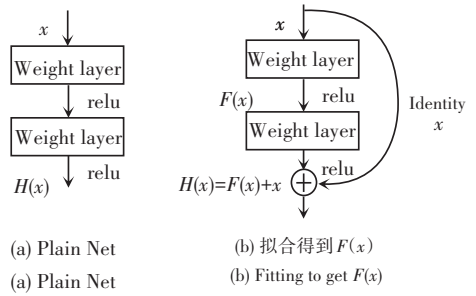 x
Weight layer
relu
Weight layer
relu
H(x)
(a) Plain Net
(a) Plain Net
x
Weight layer
F(x)
relu
Identity
x
Weight layer
relu
H(x)=F(x)+x
(b) 拟合得到F(x)
(b) Fitting to get F(x)